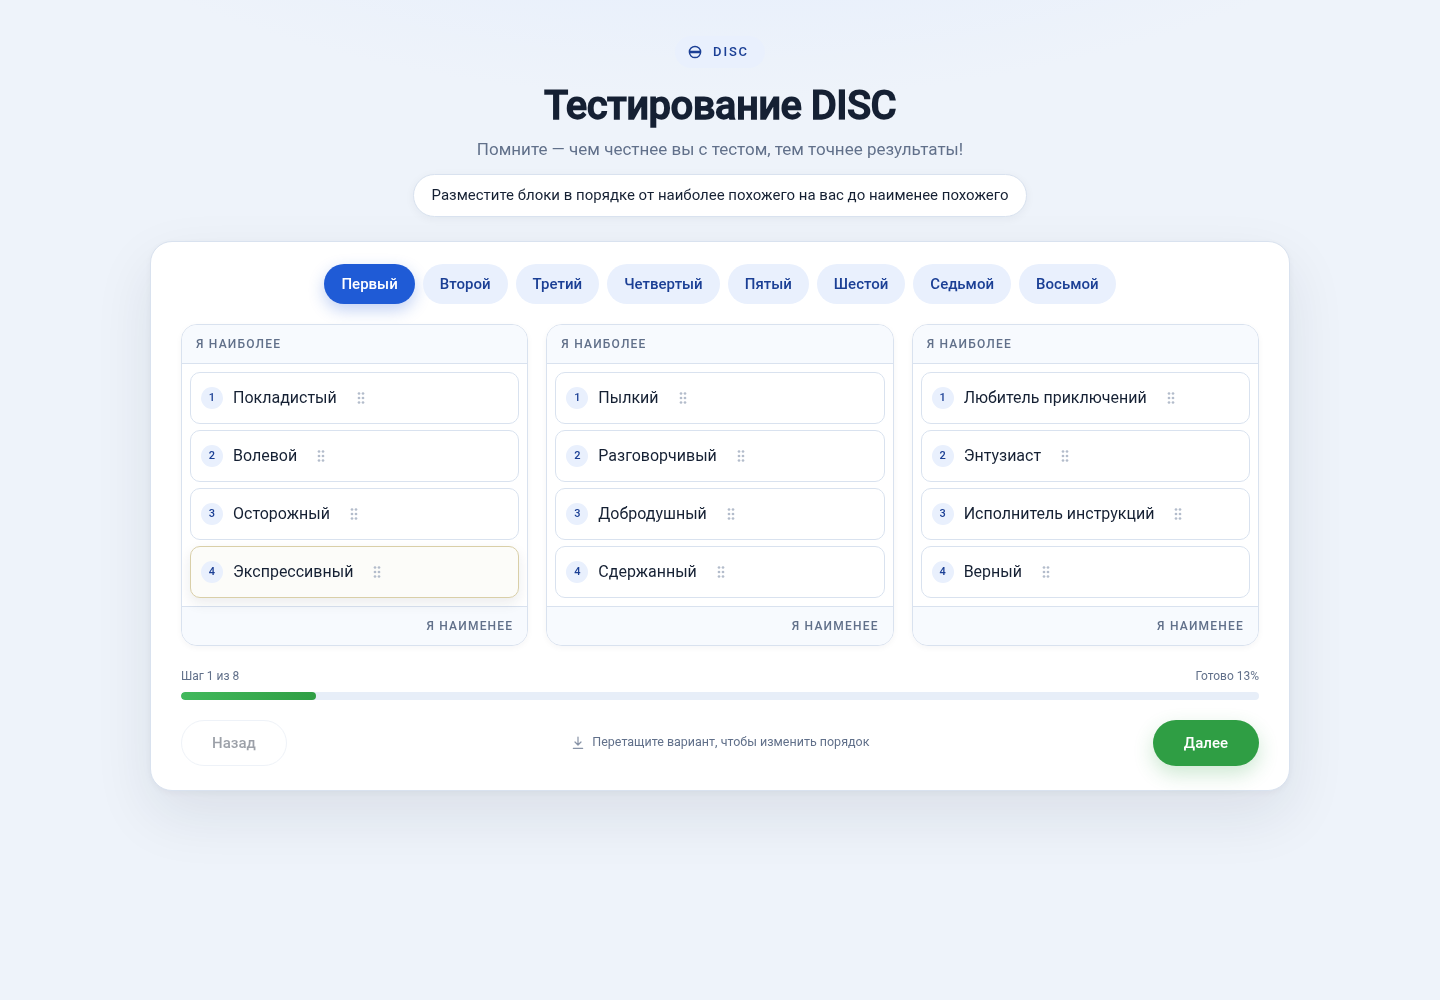 DISC
Тестирование DISC
Помните — чем честнее вы с тестом, тем точнее результаты!
Разместите блоки в порядке от наиболее похожего на вас до наименее похожего
Первый Второй Третий Четвертый Пятый Шестой Седьмой Восьмой
Я НАИБОЛЕЕ
1 Покладистый
2 Волевой
3 Осторожный
4 Экспрессивный
Я НАИМЕНЕЕ
Я НАИБОЛЕЕ
1 Пылкий
2 Разговорчивый
3 Добродушный
4 Сдержанный
Я НАИМЕНЕЕ
Я НАИБОЛЕЕ
1 Любитель приключений
2 Энтузиаст
3 Исполнитель инструкций
4 Верный
Я НАИМЕНЕЕ
Шаг 1 из 8
Готово 13%
Назад
Перетащите вариант, чтобы изменить порядок
Далее